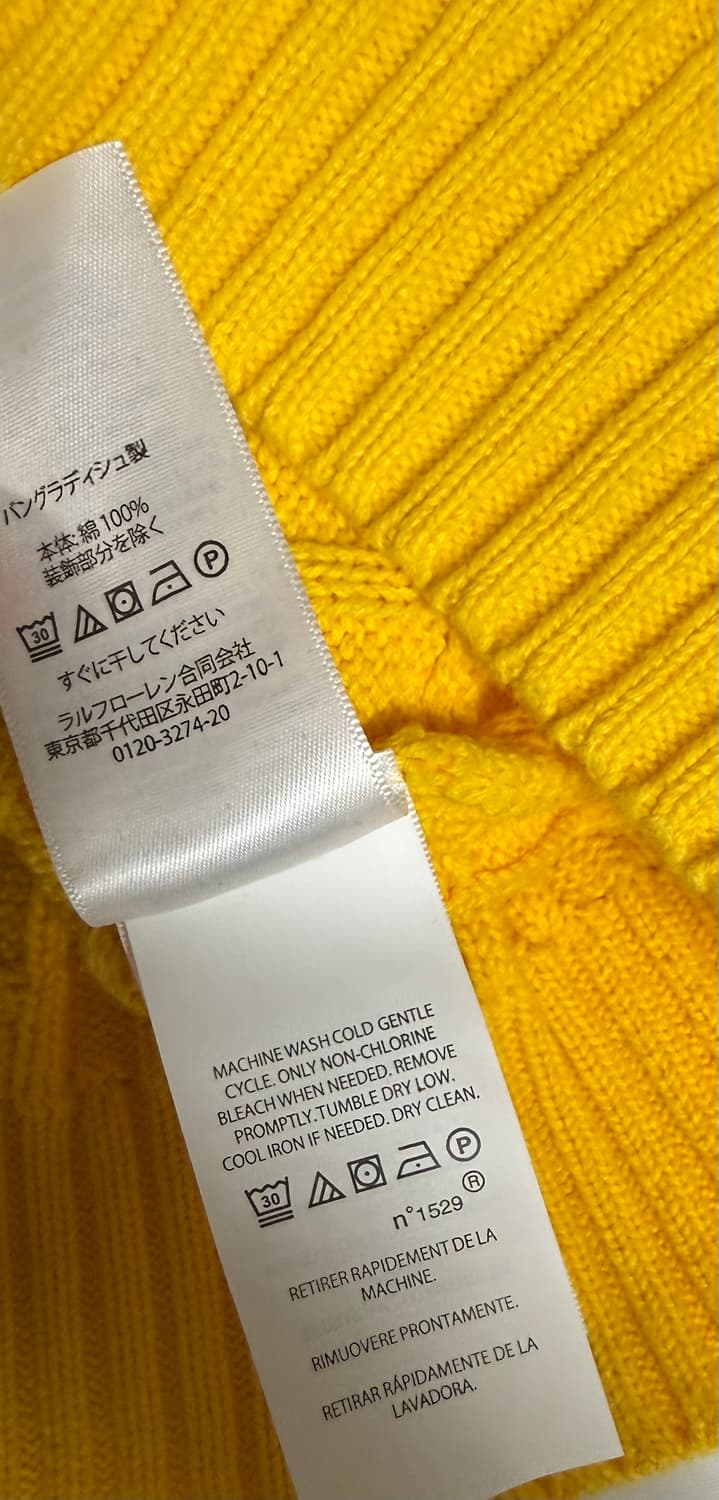 バングラデイシュ製
本体: 綿 100%
装飾部分を除く
30 P
すぐに干してください
ラルフローレン合同会社
東京都千代田区永田町2-10-1
0120-3274-20
MACHINE WASH COLD GENTLE
CYCLE. ONLY NON-CHLORINE
BLEACH WHEN NEEDED. REMOVE
PROMPTLY. TUMBLE DRY LOW.
COOL IRON IF NEEDED. DRY CLEAN.
30 P
n°1529 ®
RETIRER RAPIDEMENT DE LA
MACHINE.
RIMUOVERE PRONTAMENTE.
RETIRAR RÁPIDAMENTE DE LA
LAVADORA.